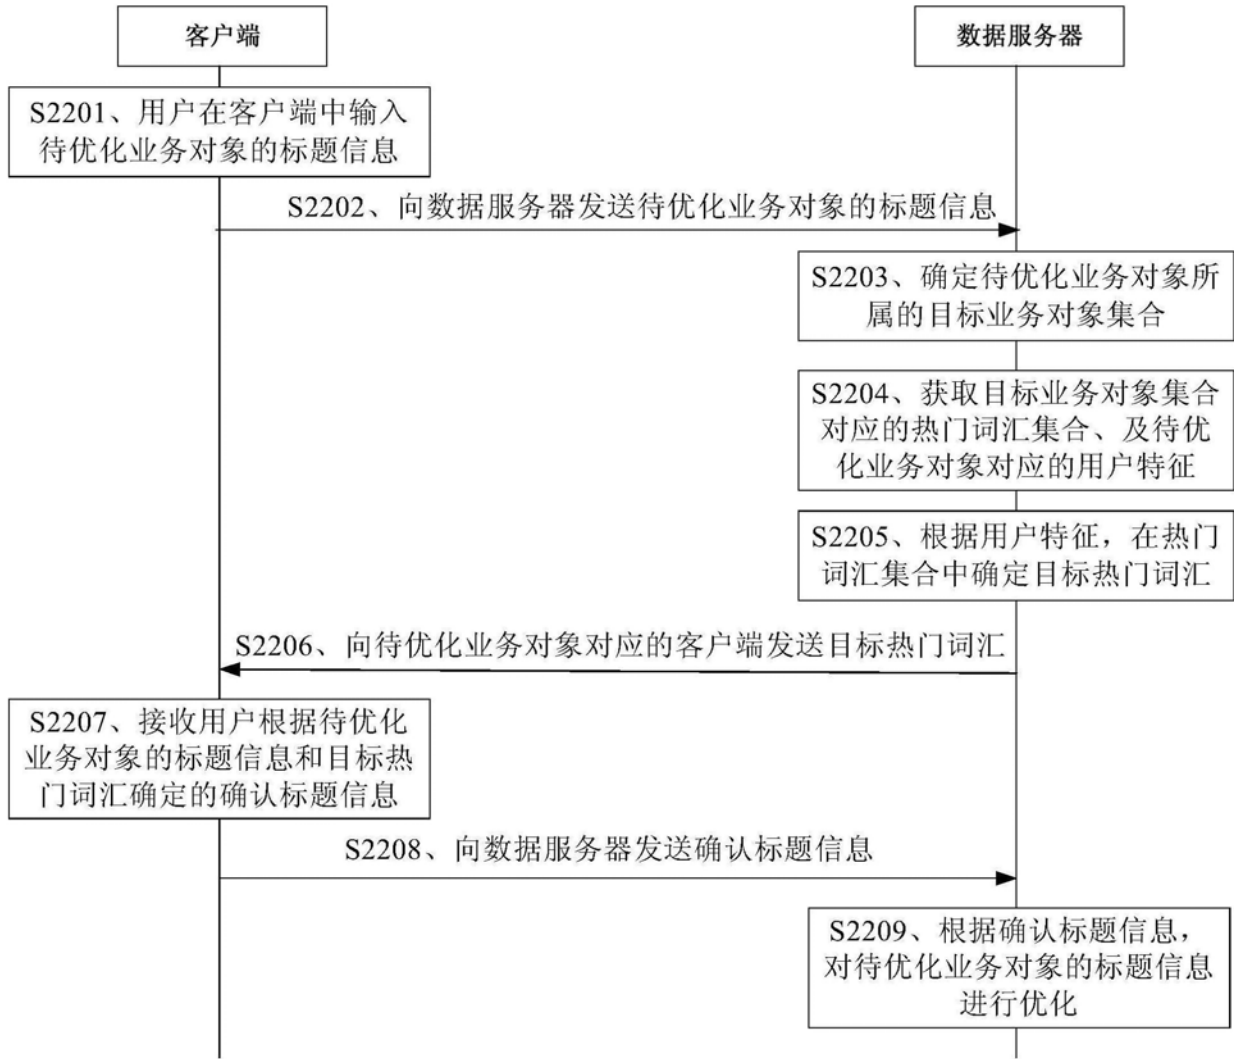 客户端
数据服务器
S2201、用户在客户端中输入
待优化业务对象的标题信息
S2202、向数据服务器发送待优化业务对象的标题信息
S2203、确定待优化业务对象所
属的目标业务对象集合
S2204、获取目标业务对象集合
对应的热门词汇集合、及待优
化业务对象对应的用户特征
S2205、根据用户特征，在热门
词汇集合中确定目标热门词汇
S2206、向待优化业务对象对应的客户端发送目标热门词汇
S2207、接收用户根据待优化
业务对象的标题信息和目标热
门词汇确定的确认标题信息
S2208、向数据服务器发送确认标题信息
S2209、根据确认标题信息，
对待优化业务对象的标题信息
进行优化